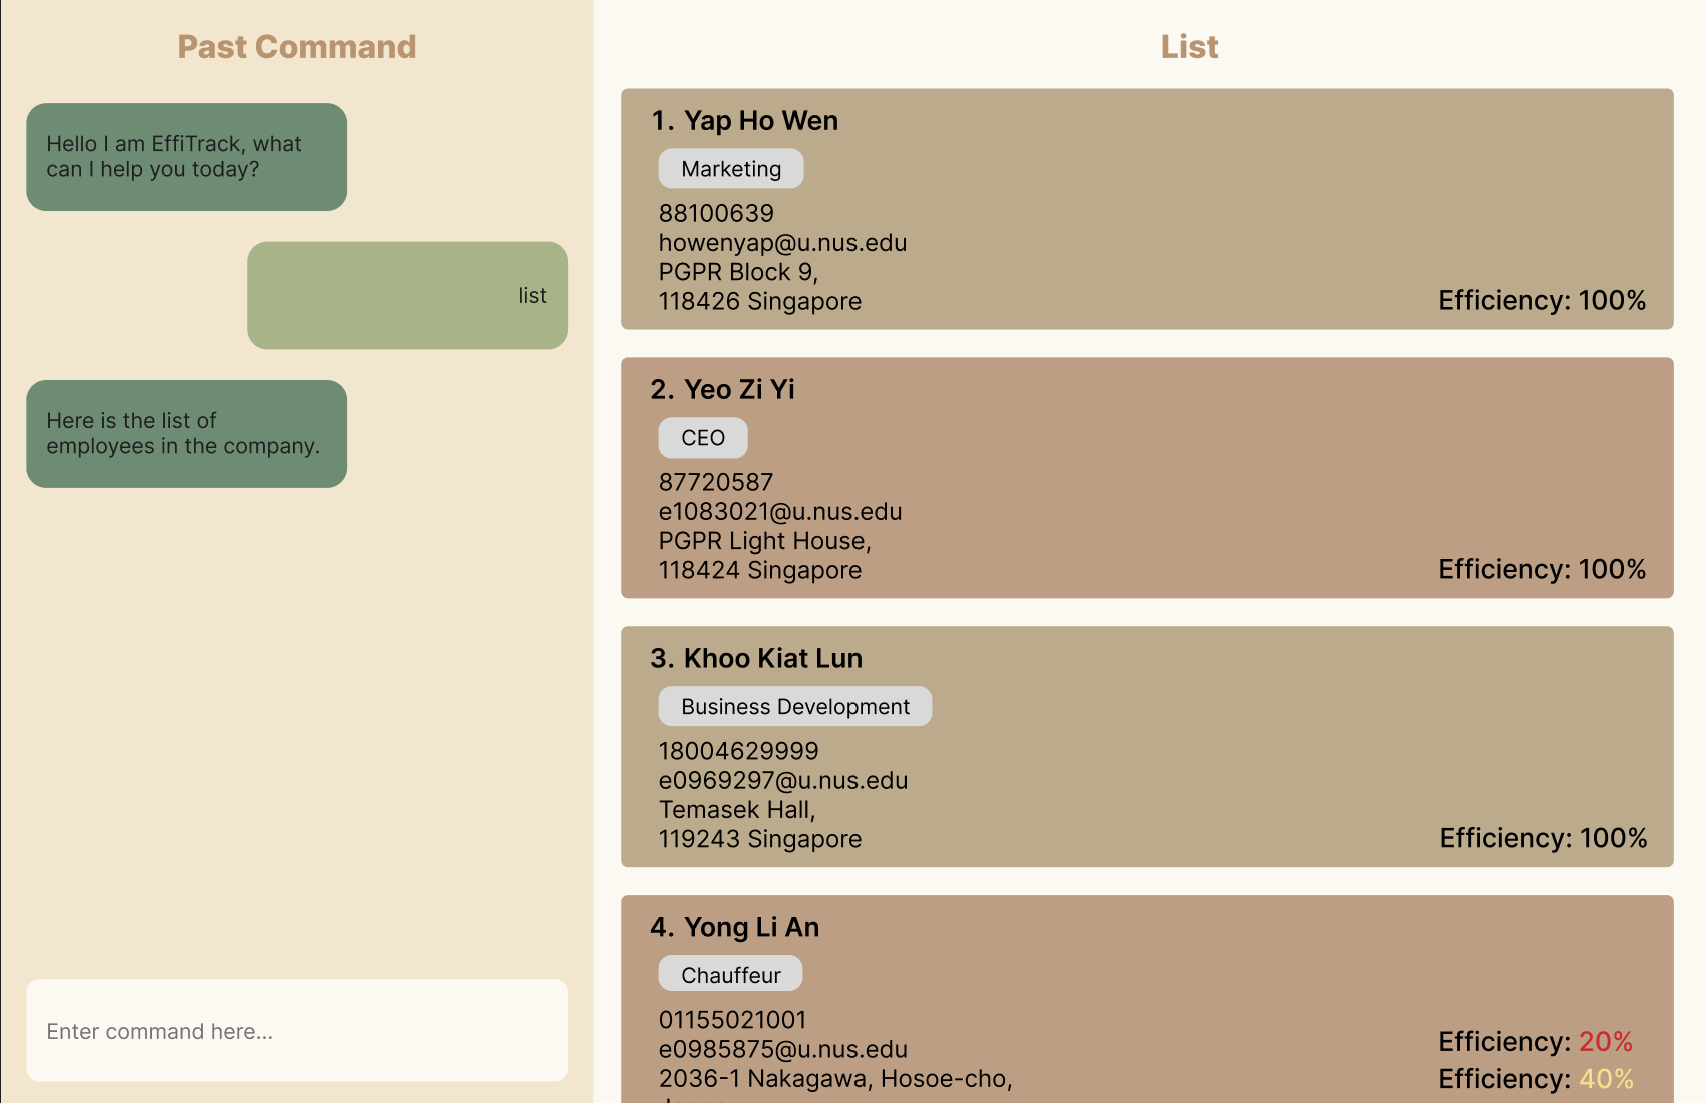 Past Command
Hello I am EffiTrack, what
can I help you today?
list
Here is the list of
employees in the company.
Enter command here...
List
1. Yap Ho Wen
Marketing
88100639
howenyap@u.nus.edu
PGPR Block 9,
118426 Singapore
Efficiency: 100%
2. Yeo Zi Yi
CEO
87720587
e1083021@u.nus.edu
PGPR Light House,
118424 Singapore
Efficiency: 100%
3. Khoo Kiat Lun
Business Development
18004629999
e0969297@u.nus.edu
Temasek Hall,
119243 Singapore
Efficiency: 100%
4. Yong Li An
Chauffeur
01155021001
e0985875@u.nus.edu
2036-1 Nakagawa, Hosoe-cho,
Efficiency: 20%
Efficiency: 40%